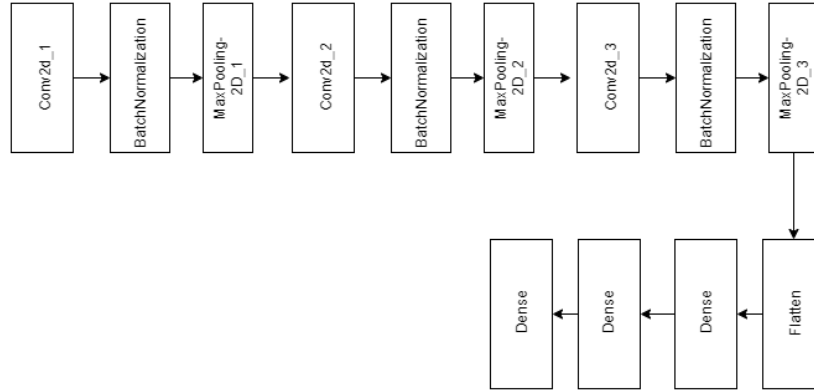 Conv2d_1
BatchNormalization
MaxPooling-
2D_1
Conv2d_2
BatchNormalization
MaxPooling-
2D_2
Conv2d_3
BatchNormalization
MaxPooling-
2D_3
Flatten
Dense
Dense
Dense